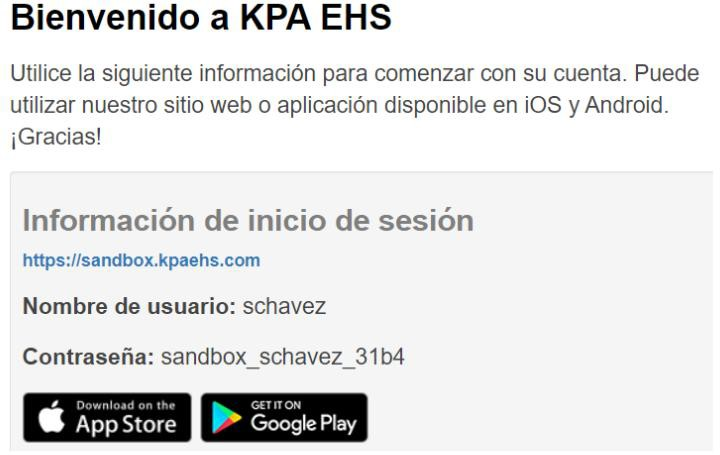 Bienvenido a KPA EHS
Utilice la siguiente información para comenzar con su cuenta. Puede
utilizar nuestro sitio web o aplicación disponible en iOS y Android.
¡Gracias!
Información de inicio de sesión
https://sandbox.kpaehs.com
Nombre de usuario: schavez
Contraseña: sandbox_schavez_31b4
Download on the
App Store
GET IT ON
Google Play